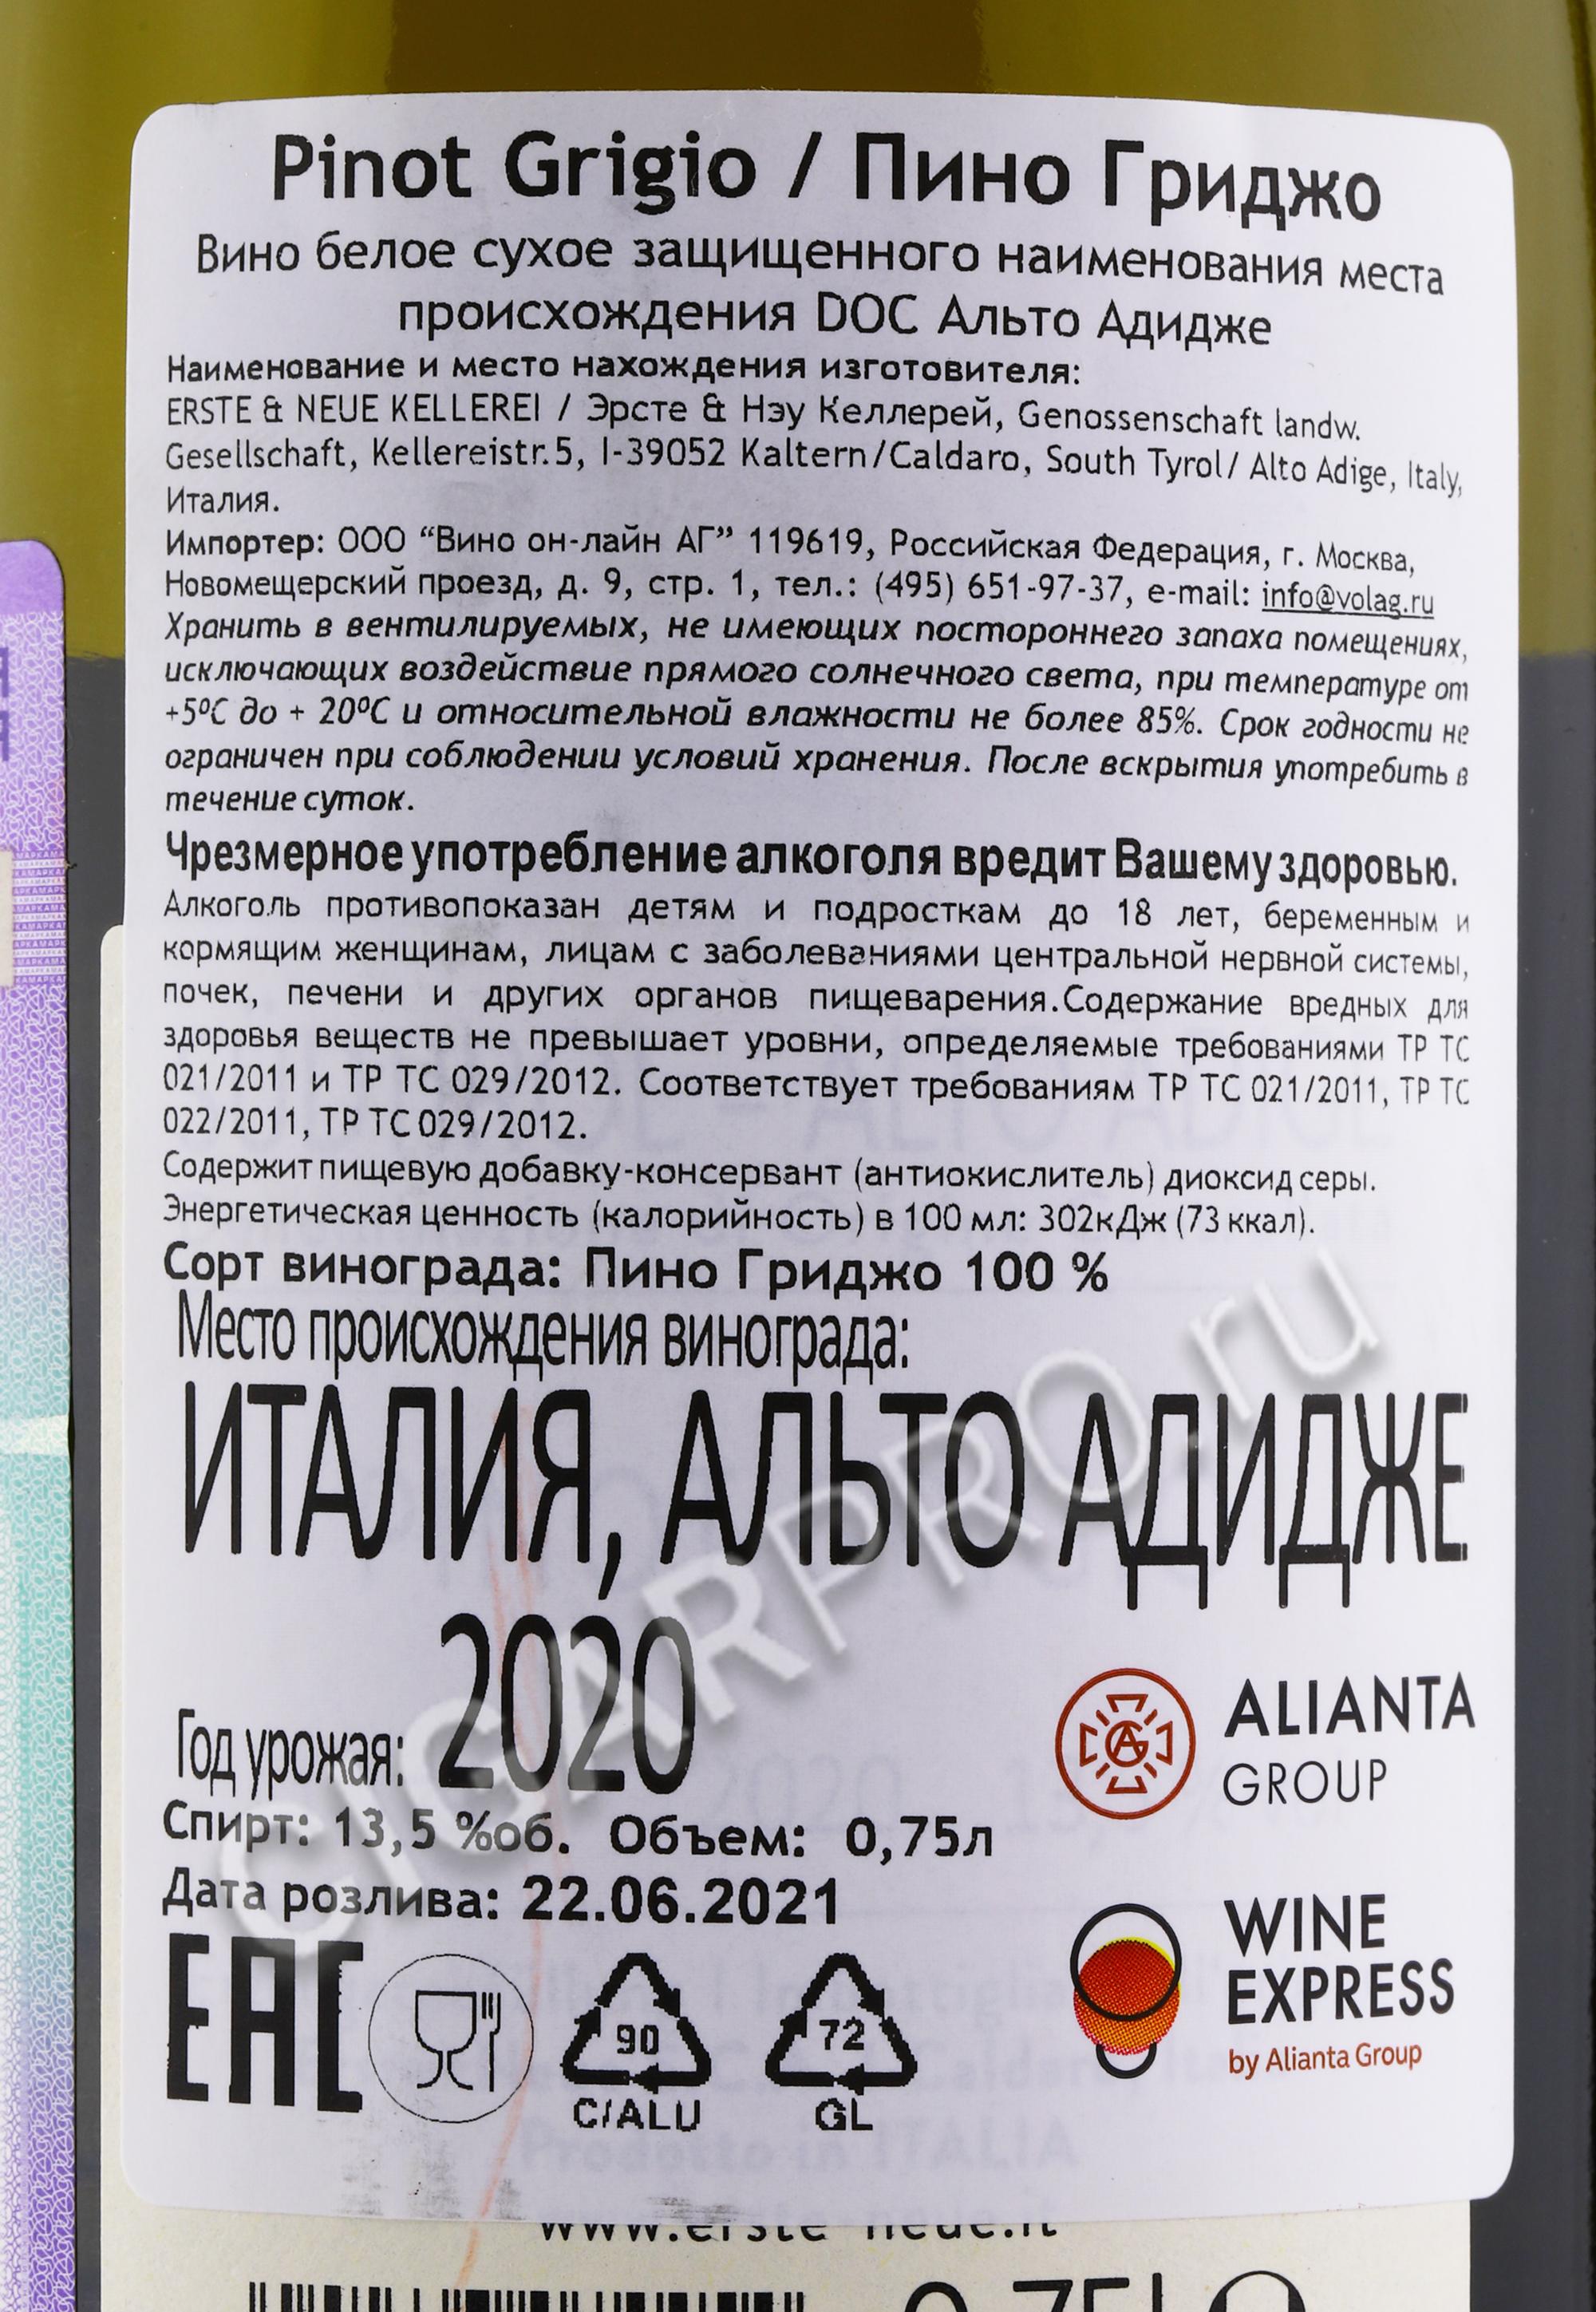 Pinot Grigio / Пино Гриджо
Вино белое сухое защищенного наименования места
происхождения DOC Альто Адидже
Наименование и место нахождения изготовителя:
ERSTE & NEUE KELLEREI / Эрсте & Нэу Келлерей, Genossenschaft landw.
Gesellschaft, Kellereistr.5, I-39052 Kaltern/Caldaro, South Tyrol/ Alto Adige, Italy,
Италия.
Импортер: ООО “Вино он-лайн АГ” 119619, Российская Федерация, г. Москва,
Новомещерский проезд, д. 9, стр. 1, тел.: (495) 651-97-37, e-mail: info@volag.ru
Хранить в вентилируемых, не имеющих постороннего запаха помещениях,
исключающих воздействие прямого солнечного света, при температуре от
+5ºC до + 20ºC и относительной влажности не более 85%. Срок годности не
ограничен при соблюдении условий хранения. После вскрытия употребить в
течение суток.
Чрезмерное употребление алкоголя вредит Вашему здоровью.
Алкоголь противопоказан детям и подросткам до 18 лет, беременным и
кормящим женщинам, лицам с заболеваниями центральной нервной системы,
почек, печени и других органов пищеварения.Содержание вредных для
здоровья веществ не превышает уровни, определяемые требованиями ТР ТС
021/2011 и ТР ТС 029/2012. Соответствует требованиям ТР ТС 021/2011, ТР ТС
022/2011, ТР ТС 029/2012.
Содержит пищевую добавку-консервант (антиокислитель) диоксид серы.
Энергетическая ценность (калорийность) в 100 мл: 302кДж (73 ккал).
Сорт винограда: Пино Гриджо 100 %
Место происхождения винограда:
ИТАЛИЯ, АЛЬТО АДИДЖЕ
Год урожая: 2020
ALIANTA
GROUP
Спирт: 13,5 %об. Объем: 0,75л
Дата розлива: 22.06.2021
WINE
EXPRESS
by Alianta Group
EAC
90
C/ALU
72
GL
CIGARPRO.ru